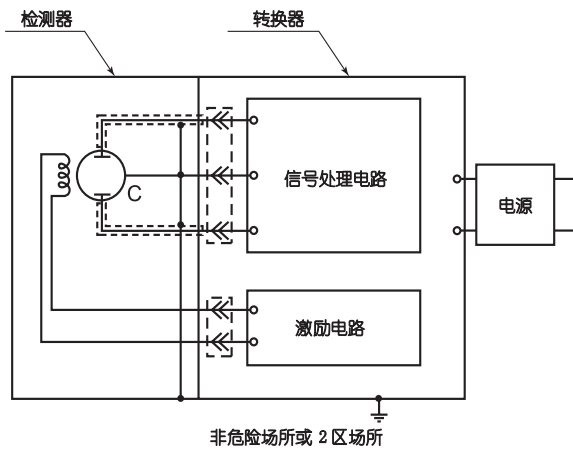 检测器
转换器
信号处理电路
C
电源
激励电路
非危险场所或 2 区场所